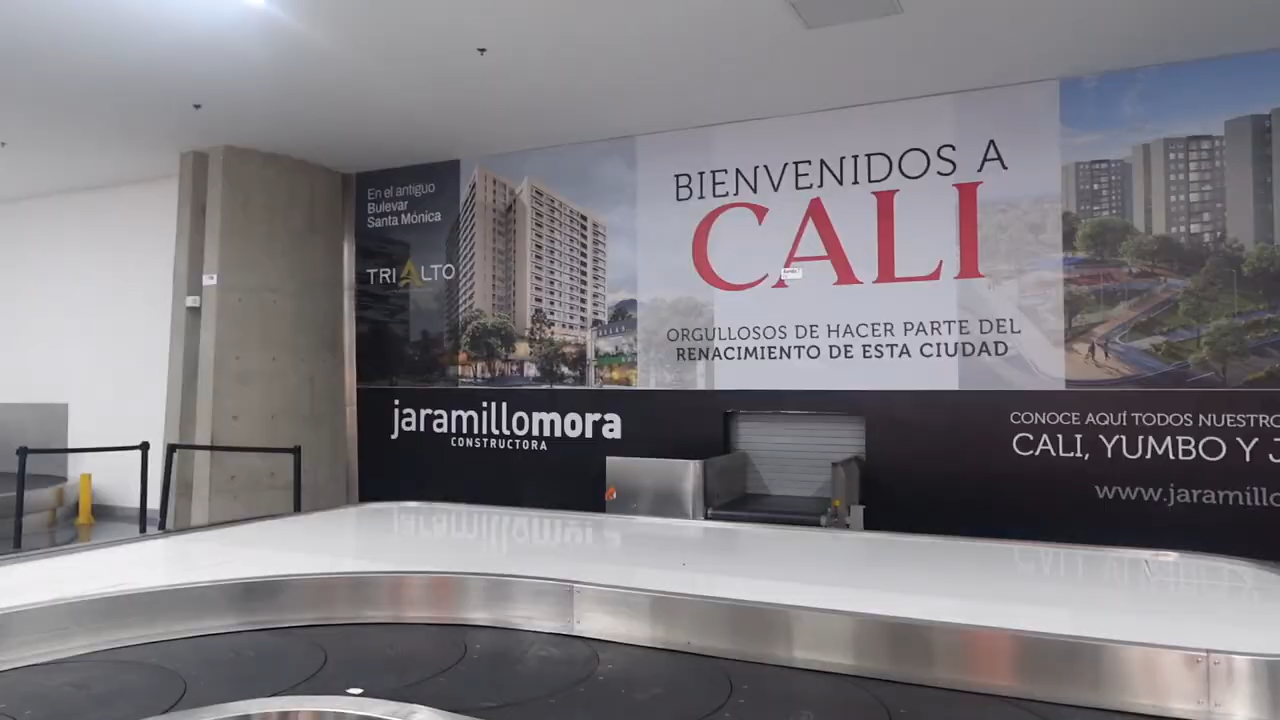 En el antiguo
Bulevar
Santa Mónica
TRIALTO
BIENVENIDOS A
CALI
ORGULLOSOS DE HACER PARTE DEL
RENACIMIENTO DE ESTA CIUDAD
jaramillomora
CONSTRUCTORA
CONOCE AQUÍ TODOS NUESTRO
CALI, YUMBO Y J
www.jaramillo